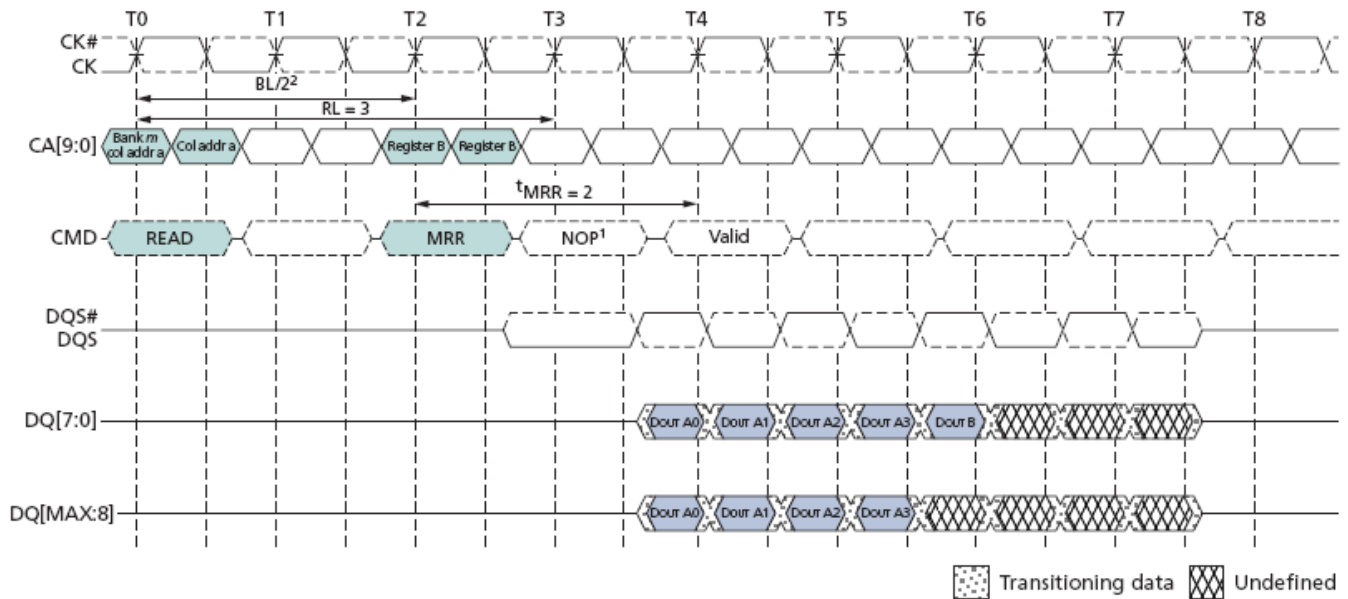 T0 T1 T2 T3 T4 T5 T6 T7 T8
CK#
CK
BL/2²
RL = 3
CA[9:0] Bank m col addr a Col addr a Register B Register B
tMRR = 2
CMD READ MRR NOP¹ Valid
DQS#
DQS
DQ[7:0] DOUT A0 DOUT A1 DOUT A2 DOUT A3 DOUT B
DQ[MAX:8] DOUT A0 DOUT A1 DOUT A2 DOUT A3
Transitioning data Undefined